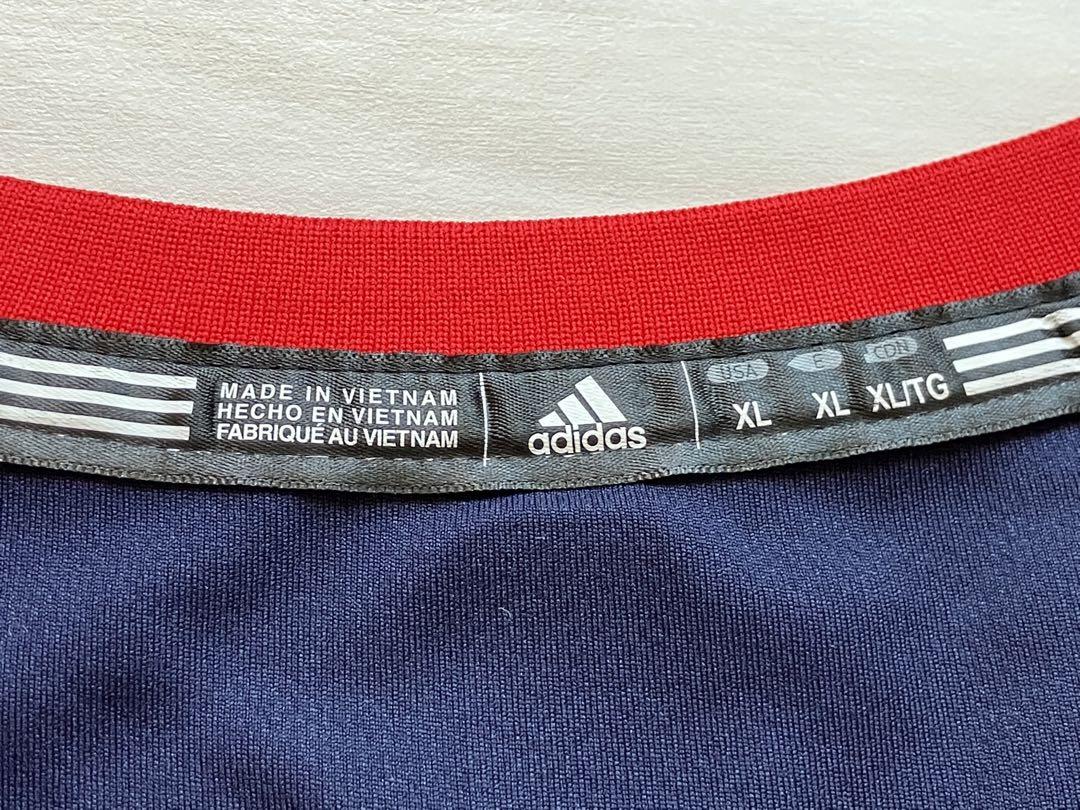 MADE IN VIETNAM
HECHO EN VIETNAM
FABRIQUÉ AU VIETNAM
adidas
USA E CDN
XL XL XL/TG